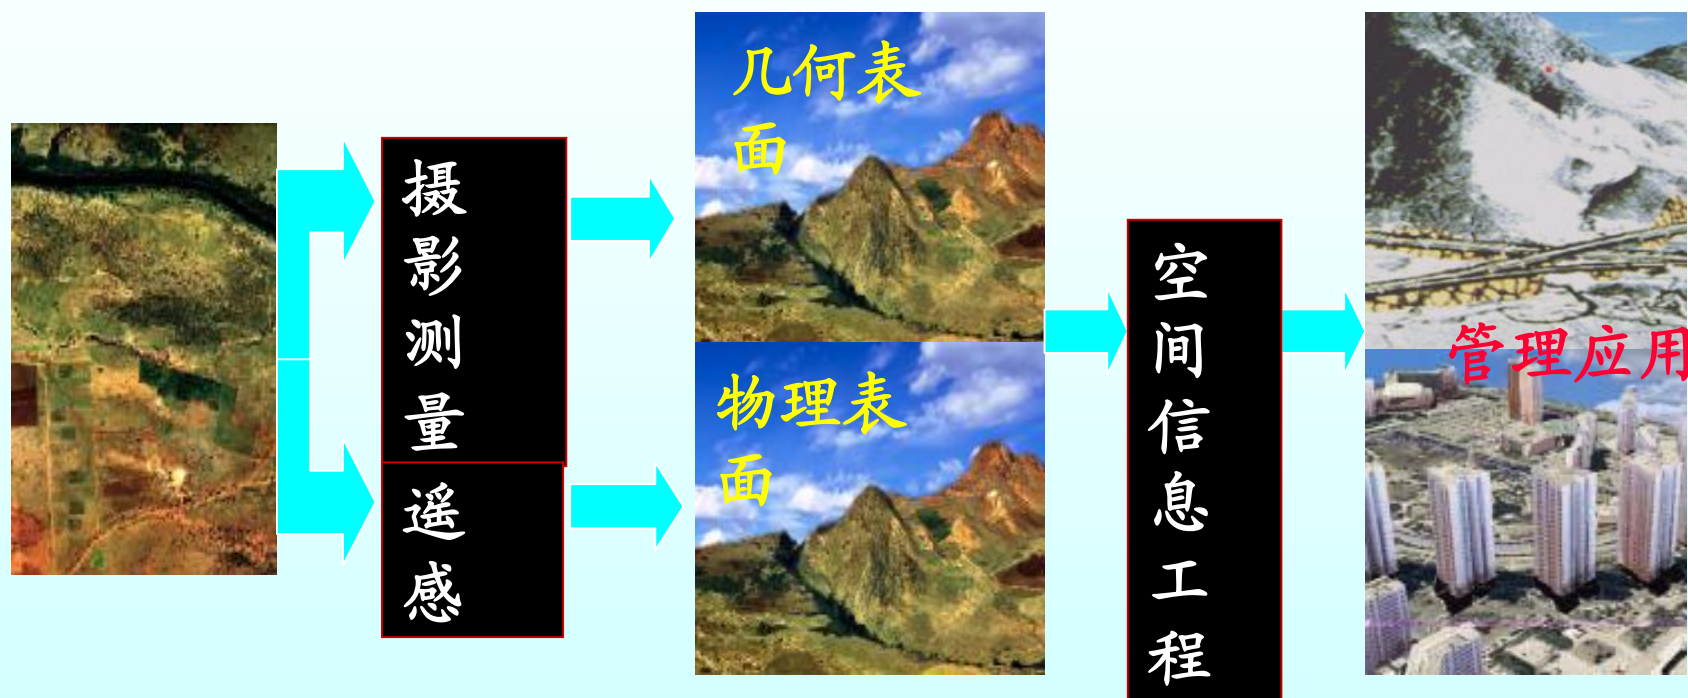 几何表
面
摄
影
测
量
遥
感
物理表
面
空
间
信
息
工
程
管理应用